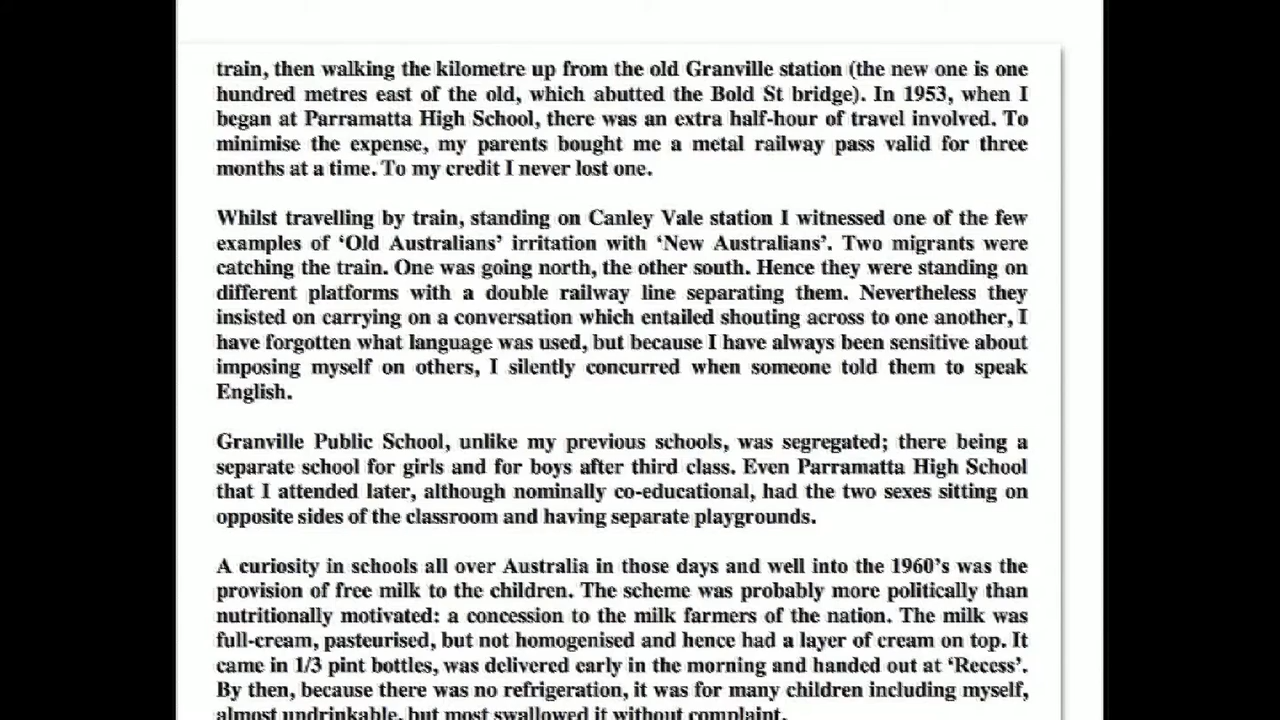 train, then walking the kilometre up from the old Granville station (the new one is one
hundred metres east of the old, which abutted the Bold St bridge). In 1953, when I
began at Parramatta High School, there was an extra half-hour of travel involved. To
minimise the expense, my parents bought me a metal railway pass valid for three
months at a time. To my credit I never lost one.
Whilst travelling by train, standing on Canley Vale station I witnessed one of the few
examples of ‘Old Australians’ irritation with ‘New Australians’. Two migrants were
catching the train. One was going north, the other south. Hence they were standing on
different platforms with a double railway line separating them. Nevertheless they
insisted on carrying on a conversation which entailed shouting across to one another, I
have forgotten what language was used, but because I have always been sensitive about
imposing myself on others, I silently concurred when someone told them to speak
English.
Granville Public School, unlike my previous schools, was segregated; there being a
separate school for girls and for boys after third class. Even Parramatta High School
that I attended later, although nominally co-educational, had the two sexes sitting on
opposite sides of the classroom and having separate playgrounds.
A curiosity in schools all over Australia in those days and well into the 1960’s was the
provision of free milk to the children. The scheme was probably more politically than
nutritionally motivated: a concession to the milk farmers of the nation. The milk was
full-cream, pasteurised, but not homogenised and hence had a layer of cream on top. It
came in 1/3 pint bottles, was delivered early in the morning and handed out at ‘Recess’.
By then, because there was no refrigeration, it was for many children including myself,
almost undrinkable, but most swallowed it without complaint.